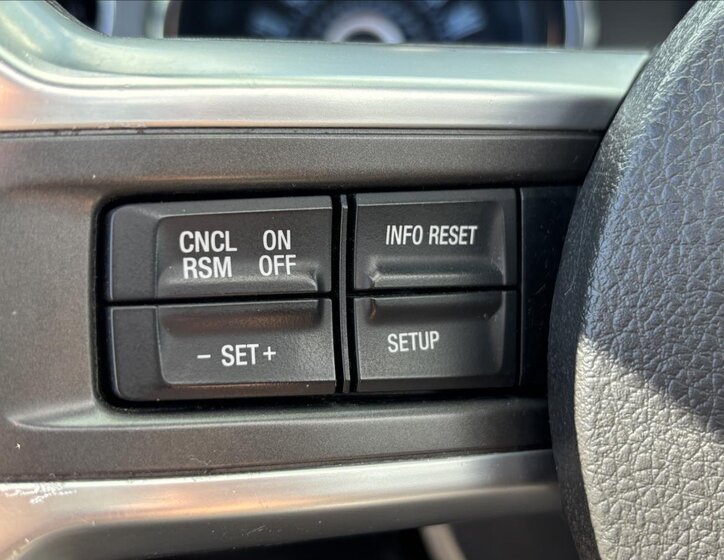 CNCL ON
RSM OFF
INFO RESET
- SET +
SETUP